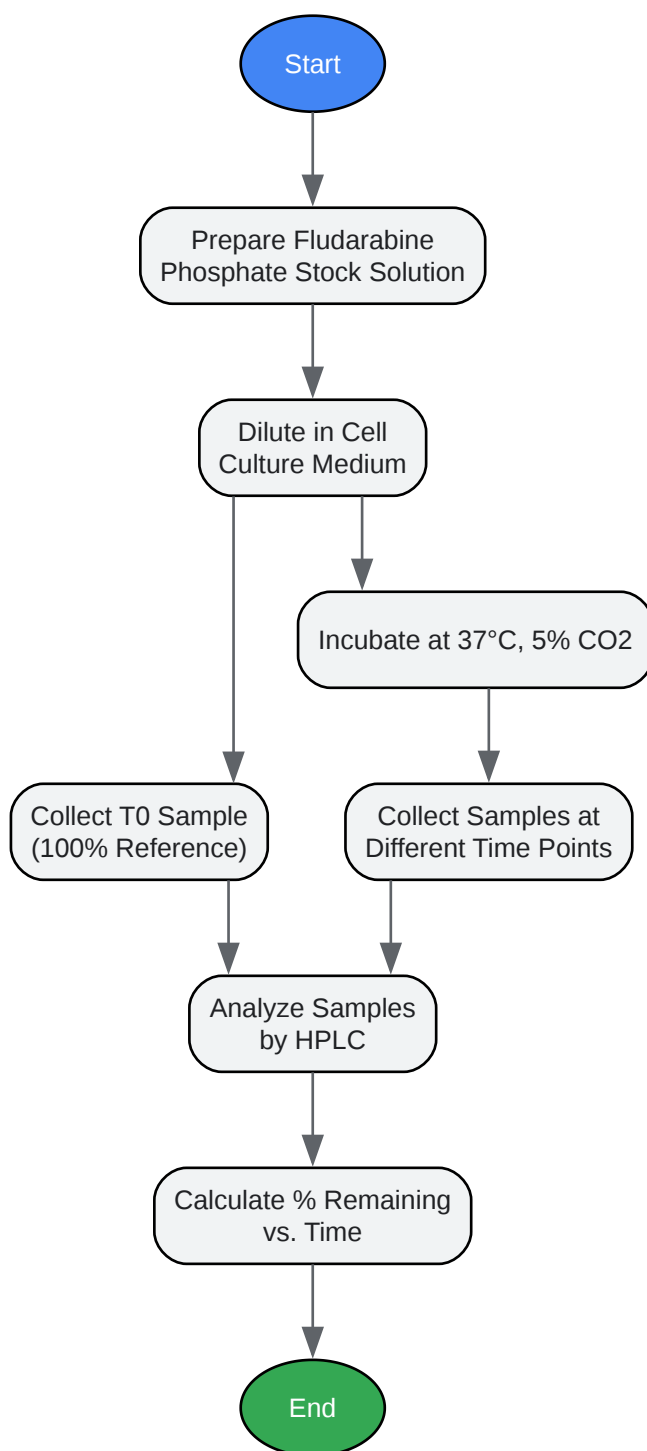 Start
Prepare Fludarabine
Phosphate Stock Solution
Dilute in Cell
Culture Medium
Incubate at 37°C, 5% CO2
Collect T0 Sample
(100% Reference)
Collect Samples at
Different Time Points
Analyze Samples
by HPLC
Calculate % Remaining
vs. Time
End